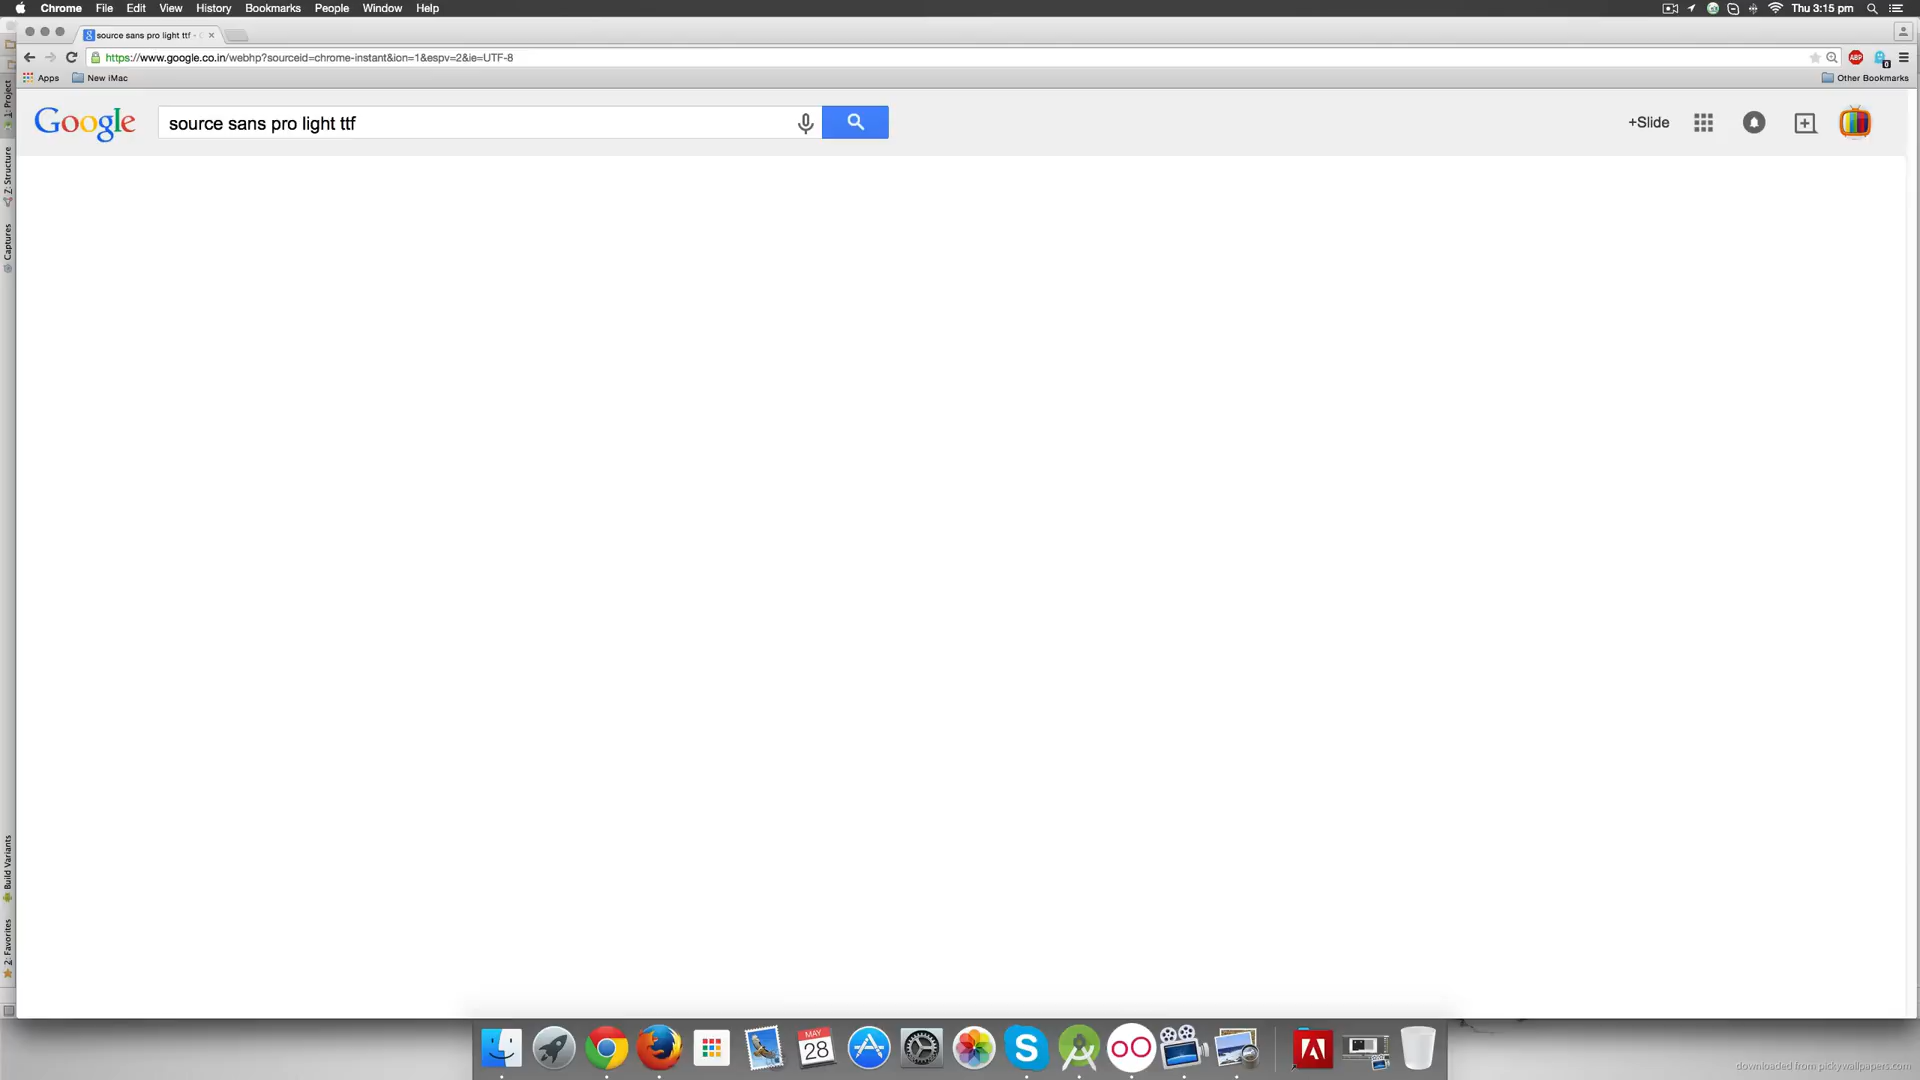 Chrome File Edit View History Bookmarks People Window Help Thu 3:15 pm
source sans pro light ttf -
https://www.google.co.in/webhp?sourceid=chrome-instant&ion=1&espv=2&ie=UTF-8
ABP 0
Apps New iMac Other Bookmarks
Google source sans pro light ttf +Slide
1: Project
Z: Structure
Captures
Build Variants
2: Favorites
MAY
28
downloaded from pickywallpapers.com